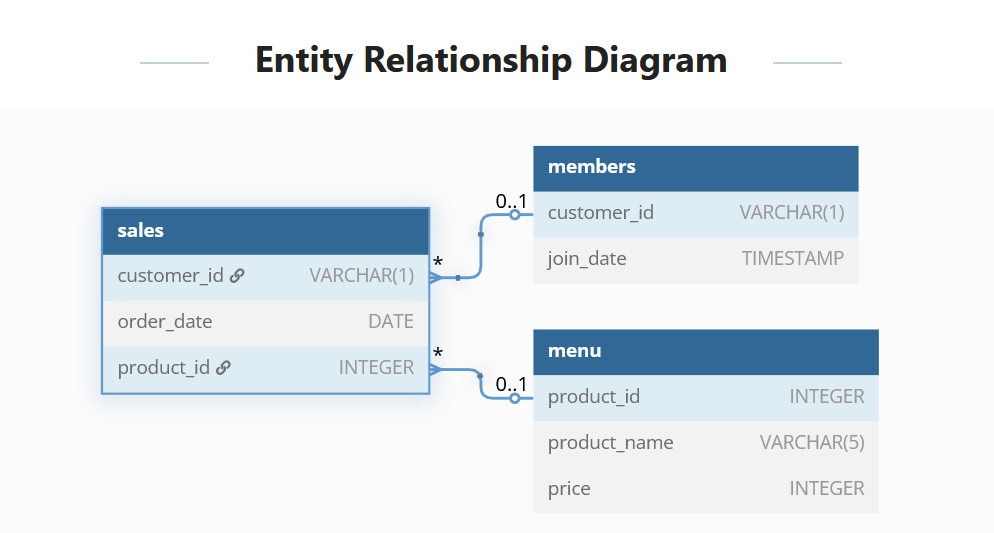 Entity Relationship Diagram
sales
customer_id VARCHAR(1)
order_date DATE
product_id INTEGER
*
0..1
*
0..1
members
customer_id VARCHAR(1)
join_date TIMESTAMP
menu
product_id INTEGER
product_name VARCHAR(5)
price INTEGER